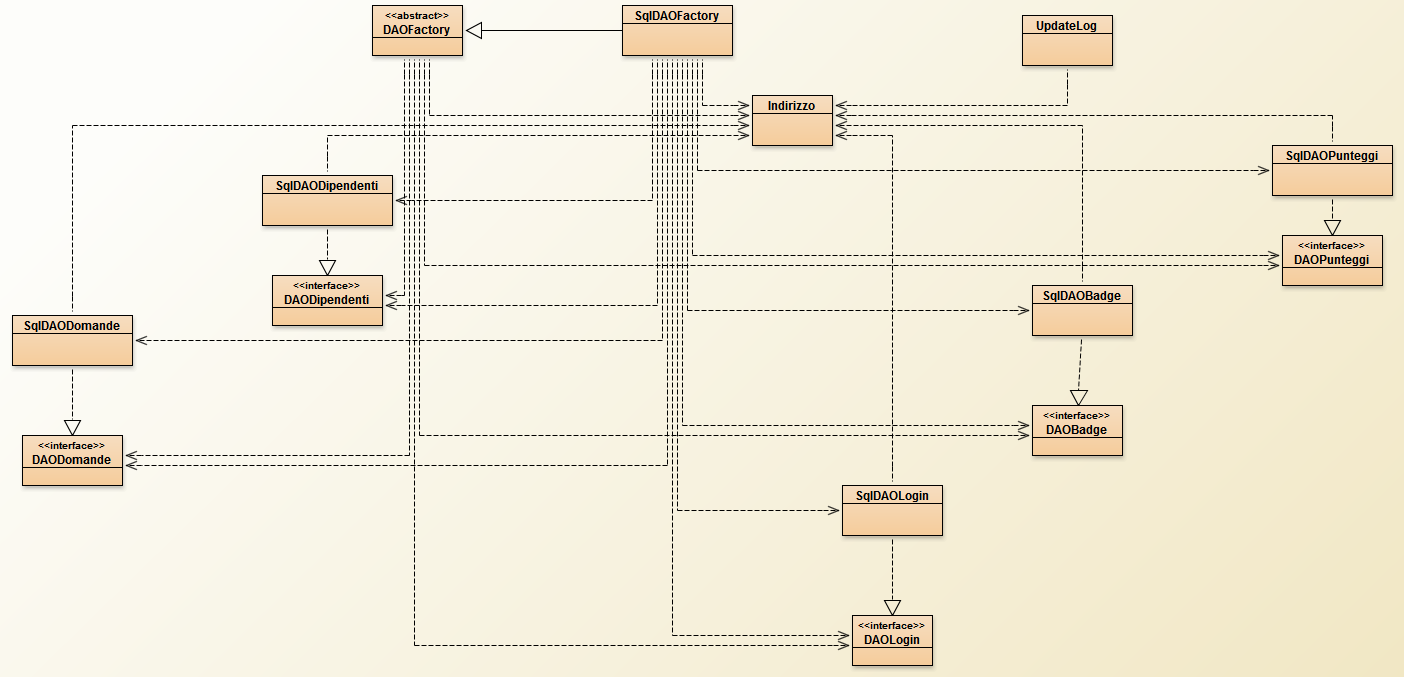 <<abstract>>
DAOFactory
SqlDAOFactory
UpdateLog
Indirizzo
SqlDAOPunteggi
SqlDAODipendenti
<<interface>>
DAOPunteggi
<<interface>>
DAODipendenti
SqlDAOBadge
SqlDAODomande
<<interface>>
DAOBadge
<<interface>>
DAODomande
SqlDAOLogin
<<interface>>
DAOLogin